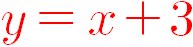 y = x + 3